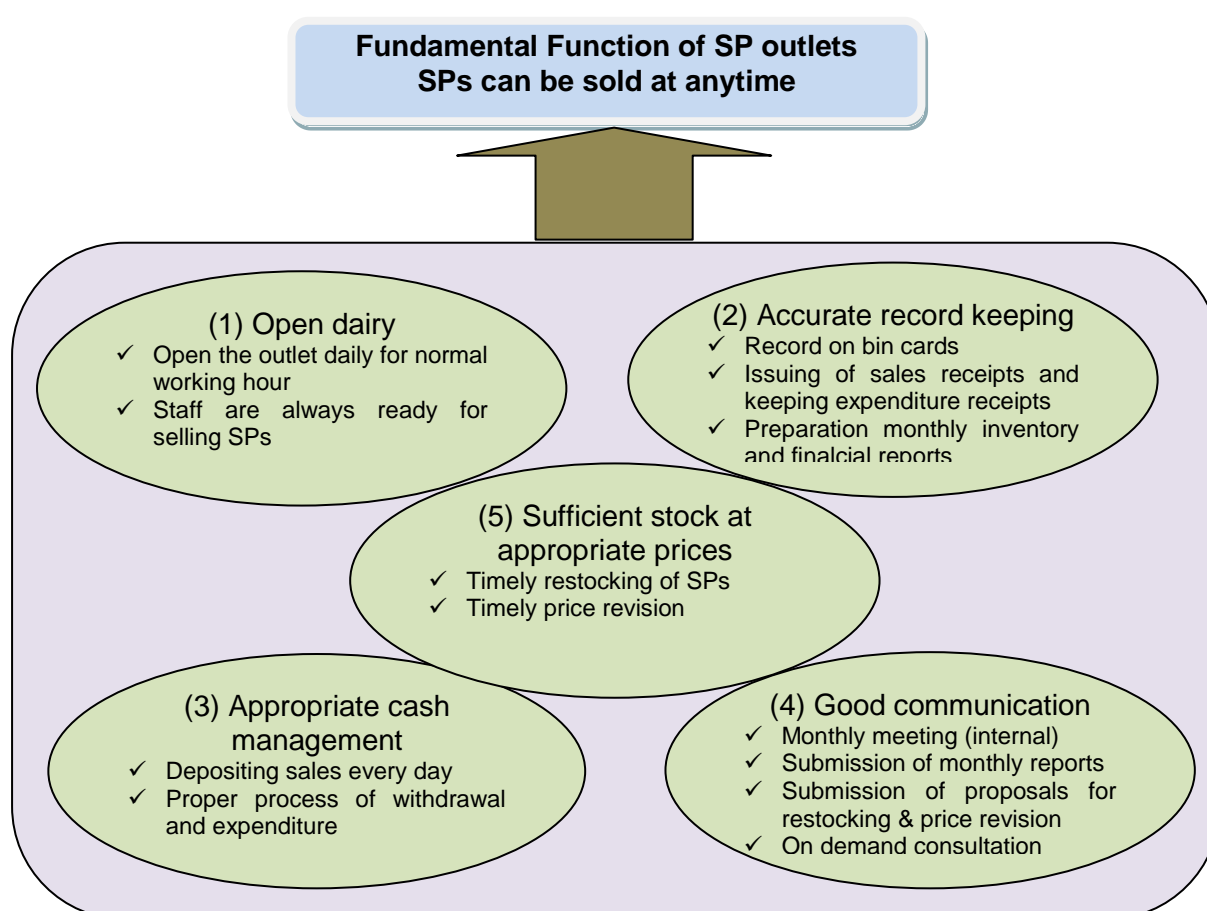 Fundamental Function of SP outlets
SPs can be sold at anytime
(1) Open dairy
✓ Open the outlet daily for normal
working hour
✓ Staff are always ready for
selling SPs
(2) Accurate record keeping
✓ Record on bin cards
✓ Issuing of sales receipts and
keeping expenditure receipts
✓ Preparation monthly inventory
and finalcial reports
(5) Sufficient stock at
appropriate prices
✓ Timely restocking of SPs
✓ Timely price revision
(3) Appropriate cash
management
✓ Depositing sales every day
✓ Proper process of withdrawal
and expenditure
(4) Good communication
✓ Monthly meeting (internal)
✓ Submission of monthly reports
✓ Submission of proposals for
restocking & price revision
✓ On demand consultation